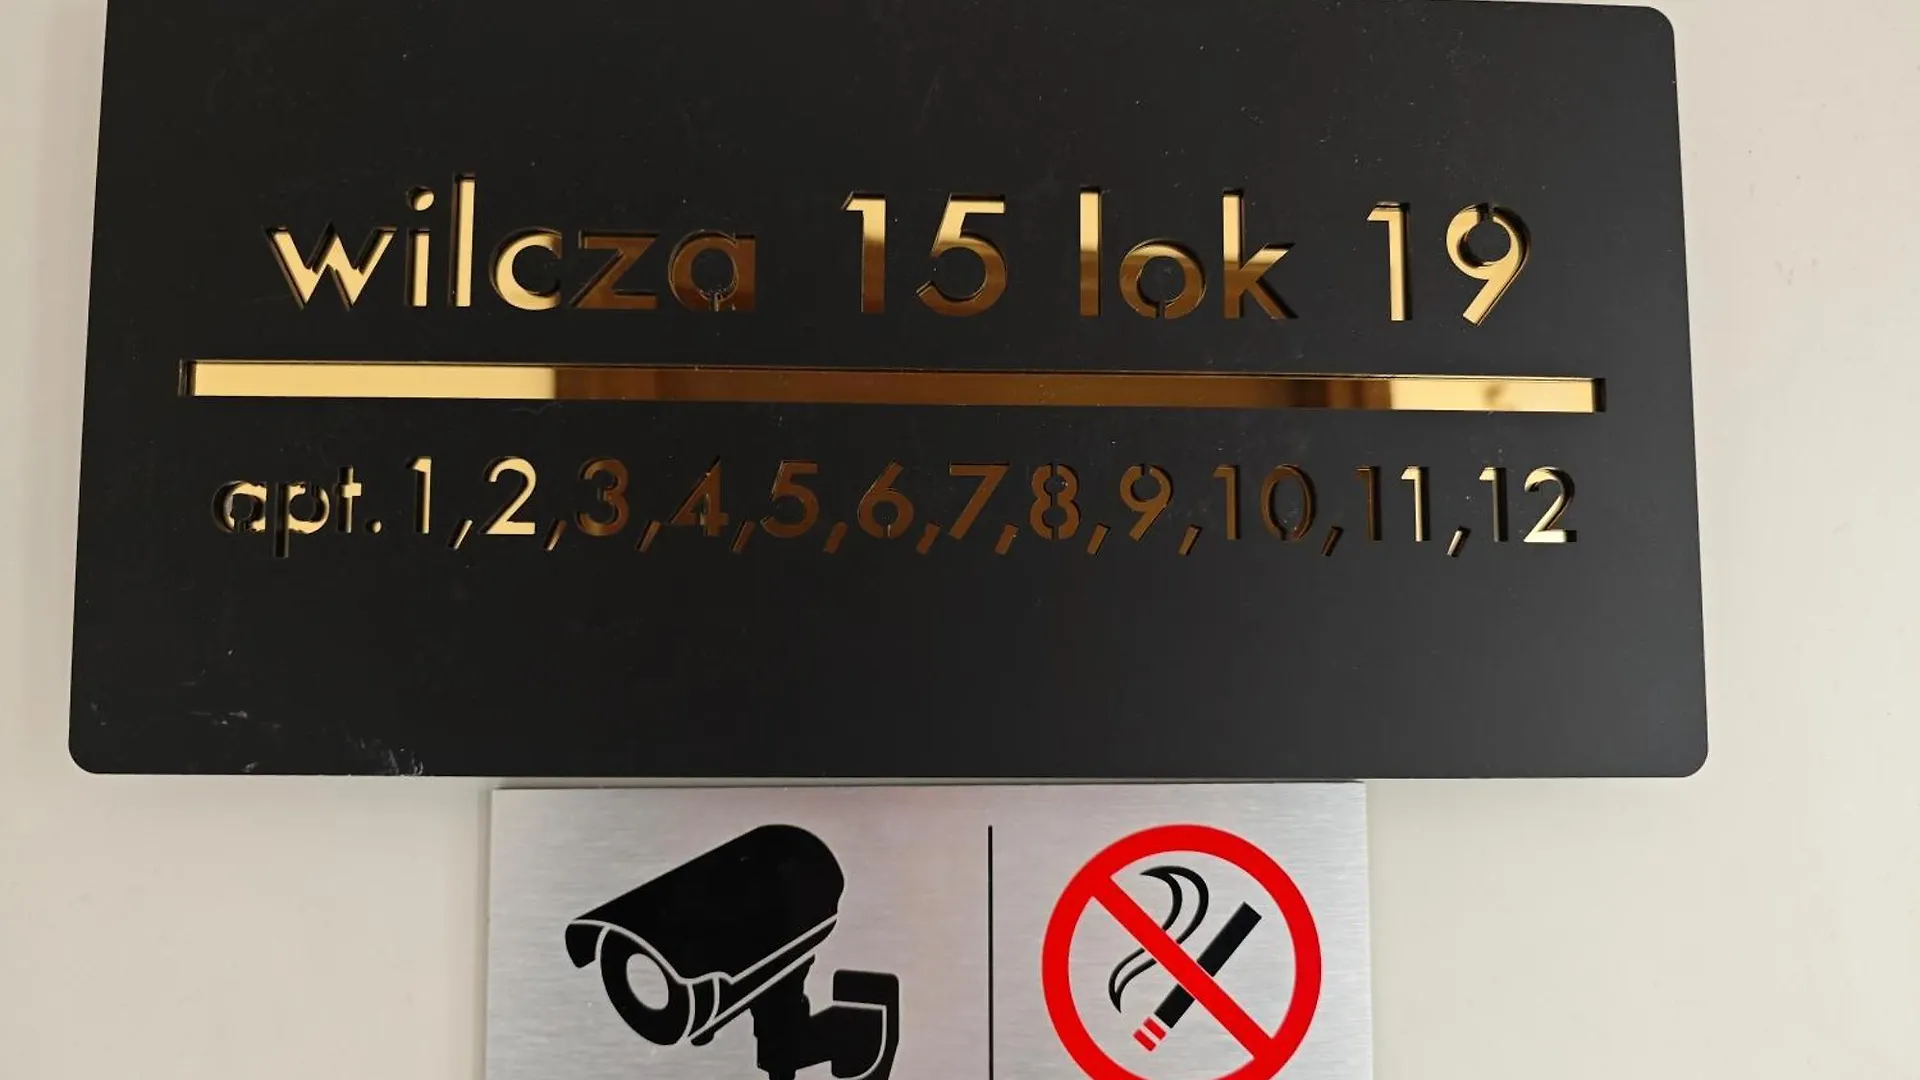 wilcza 15 lok 19
apt. 1,2,3,4,5,6,7,8,9,10,11,12